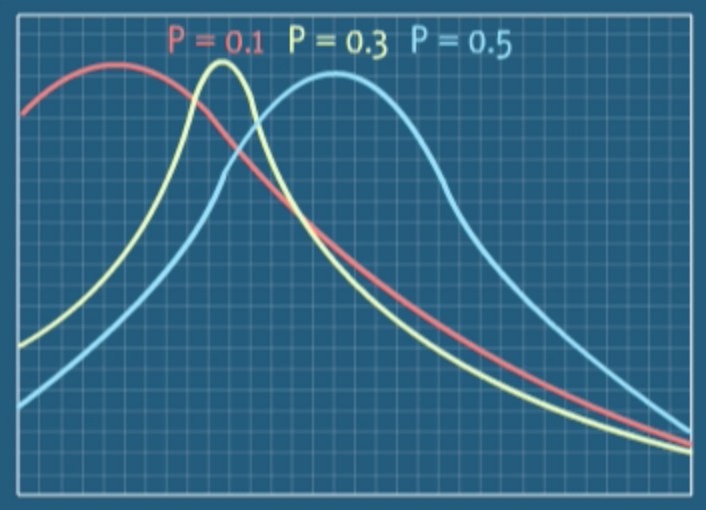 P = 0.1 P = 0.3 P = 0.5